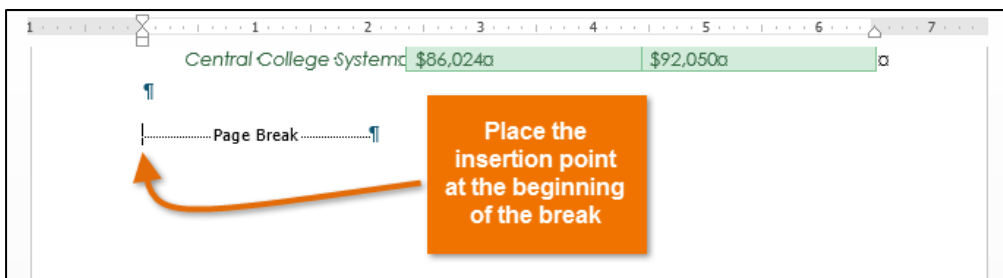 1 1 2 3 4 5 6 7
Central·College·System¤ $86,024¤ $92,050¤ ¤
¶
Page Break ¶
Place the
insertion point
at the beginning
of the break